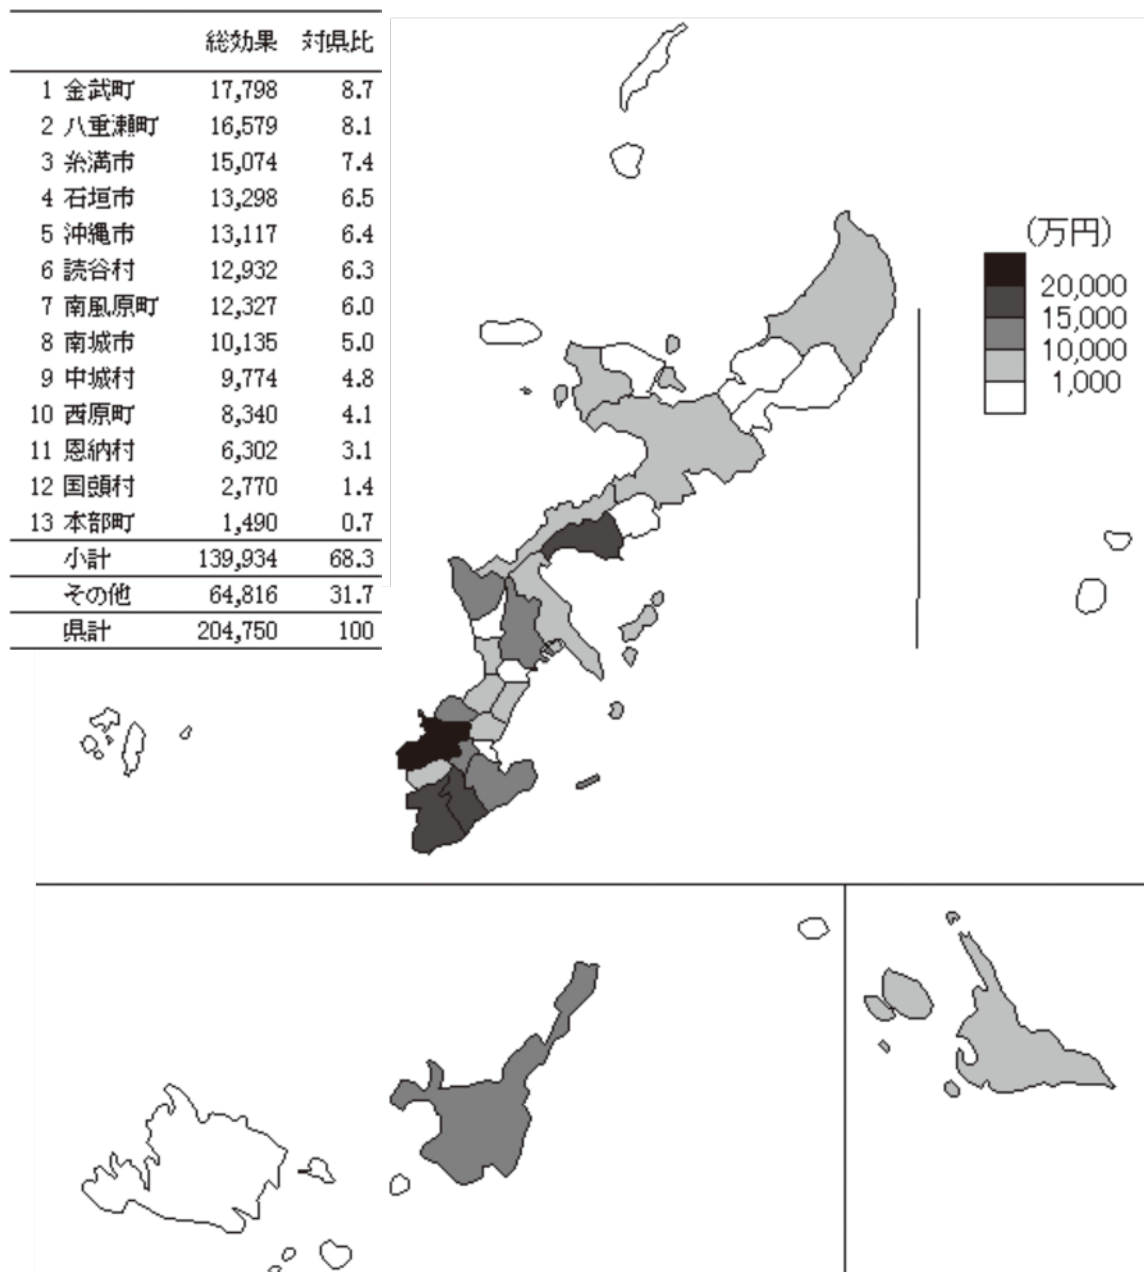 総効果 対県比
1 金武町 17,798 8.7
2 八重瀬町 16,579 8.1
3 糸満市 15,074 7.4
4 石垣市 13,298 6.5
5 沖縄市 13,117 6.4
6 読谷村 12,932 6.3
7 南風原町 12,327 6.0
8 南城市 10,135 5.0
9 中城村 9,774 4.8
10 西原町 8,340 4.1
11 恩納村 6,302 3.1
12 国頭村 2,770 1.4
13 本部町 1,490 0.7
小計 139,934 68.3
その他 64,816 31.7
県計 204,750 100
(万円)
20,000
15,000
10,000
1,000